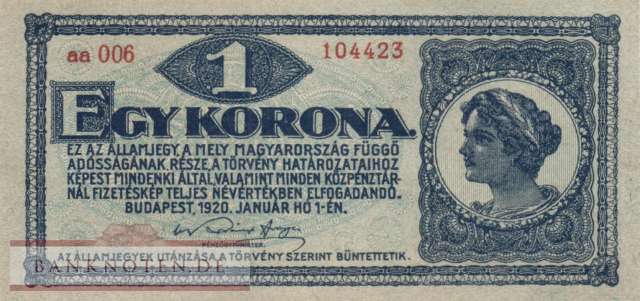 aa 006
104423
1
EGY KORONA.
EZ AZ ÁLLAMJEGY, A MELY MAGYARORSZÁG FÜGGŐ
ADÓSSÁGÁNAK RÉSZE, A TÖRVÉNY HATÁROZATAIHOZ
KÉPEST MINDENKI ÁLTAL, VALAMINT MINDEN KÖZPÉNZTÁR-
NÁL FIZETÉSKÉP TELJES NÉVÉRTÉKBEN ELFOGADANDÓ.
BUDAPEST, 1920. JANUÁR HÓ 1-ÉN.
PÉNZÜGYMINISTER.
AZ ÁLLAMJEGYEK UTÁNZÁSA A TÖRVÉNY SZERINT BÜNTETTETIK.
BANKNOTEN.DE